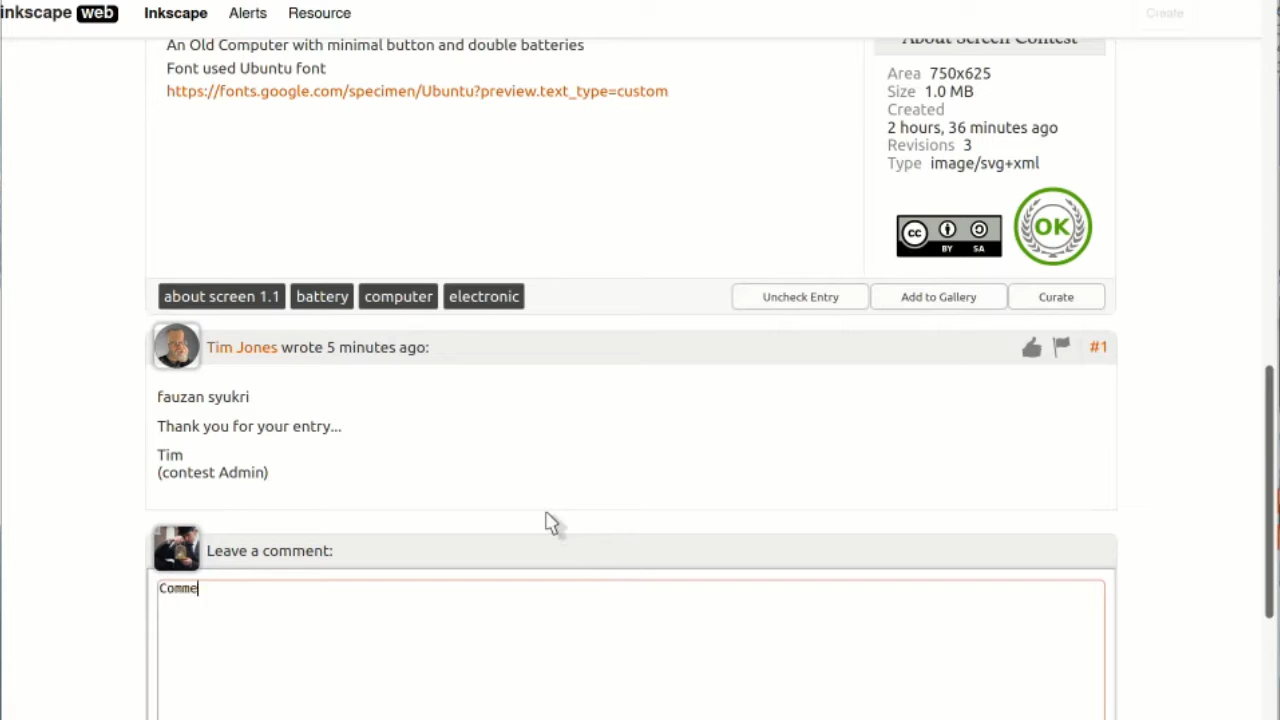 inkscape web Inkscape Alerts Resource Create
An Old Computer with minimal button and double batteries
Font used Ubuntu font
https://fonts.google.com/specimen/Ubuntu?preview.text_type=custom
About Screen Contest
Area 750x625
Size 1.0 MB
Created
2 hours, 36 minutes ago
Revisions 3
Type image/svg+xml
cc BY SA
OK
about screen 1.1 battery computer electronic Uncheck Entry Add to Gallery Curate
Tim Jones wrote 5 minutes ago: #1
fauzan syukri
Thank you for your entry...
Tim
(contest Admin)
Leave a comment:
Comme